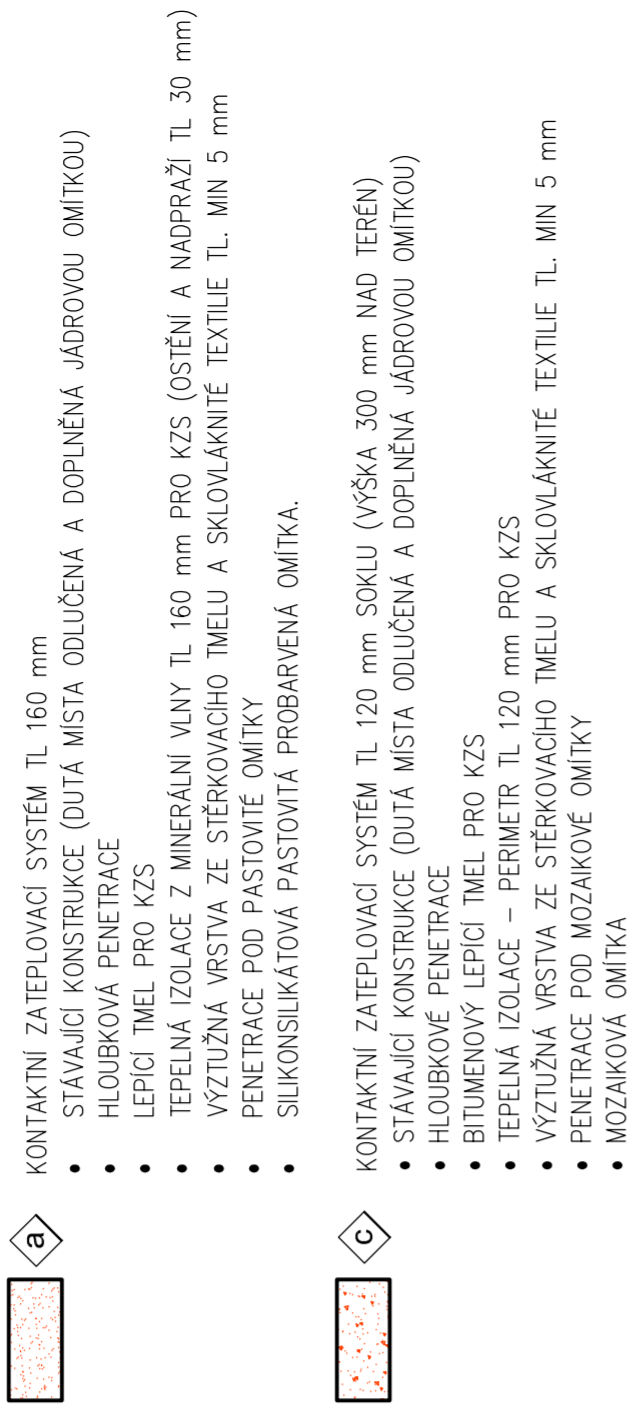 a
KONTAKTNÍ ZATEPLOVACÍ SYSTÉM TL 160 mm
• STÁVAJÍCÍ KONSTRUKCE (DUTÁ MÍSTA ODLUČENÁ A DOPLNĚNÁ JÁDROVOU OMÍTKOU)
• HLOUBKOVÁ PENETRACE
• LEPÍCÍ TMEL PRO KZS
• TEPELNÁ IZOLACE Z MINERÁLNÍ VLNY TL 160 mm PRO KZS (OSTĚNÍ A NADPRAŽÍ TL 30 mm)
• VÝZTUŽNÁ VRSTVA ZE STĚRKOVACÍHO TMELU A SKLOVLÁKNITÉ TEXTILIE TL. MIN 5 mm
• PENETRACE POD PASTOVITÉ OMÍTKY
• SILIKONSILIKÁTOVÁ PASTOVITÁ PROBARVENÁ OMÍTKA.
c
KONTAKTNÍ ZATEPLOVACÍ SYSTÉM TL 120 mm SOKLU (VÝŠKA 300 mm NAD TERÉN)
• STÁVAJÍCÍ KONSTRUKCE (DUTÁ MÍSTA ODLUČENÁ A DOPLNĚNÁ JÁDROVOU OMÍTKOU)
• HLOUBKOVÉ PENETRACE
• BITUMENOVÝ LEPÍCÍ TMEL PRO KZS
• TEPELNÁ IZOLACE – PERIMETR TL 120 mm PRO KZS
• VÝZTUŽNÁ VRSTVA ZE STĚRKOVACÍHO TMELU A SKLOVLÁKNITÉ TEXTILIE TL. MIN 5 mm
• PENETRACE POD MOZAIKOVÉ OMÍTKY
• MOZAIKOVÁ OMÍTKA